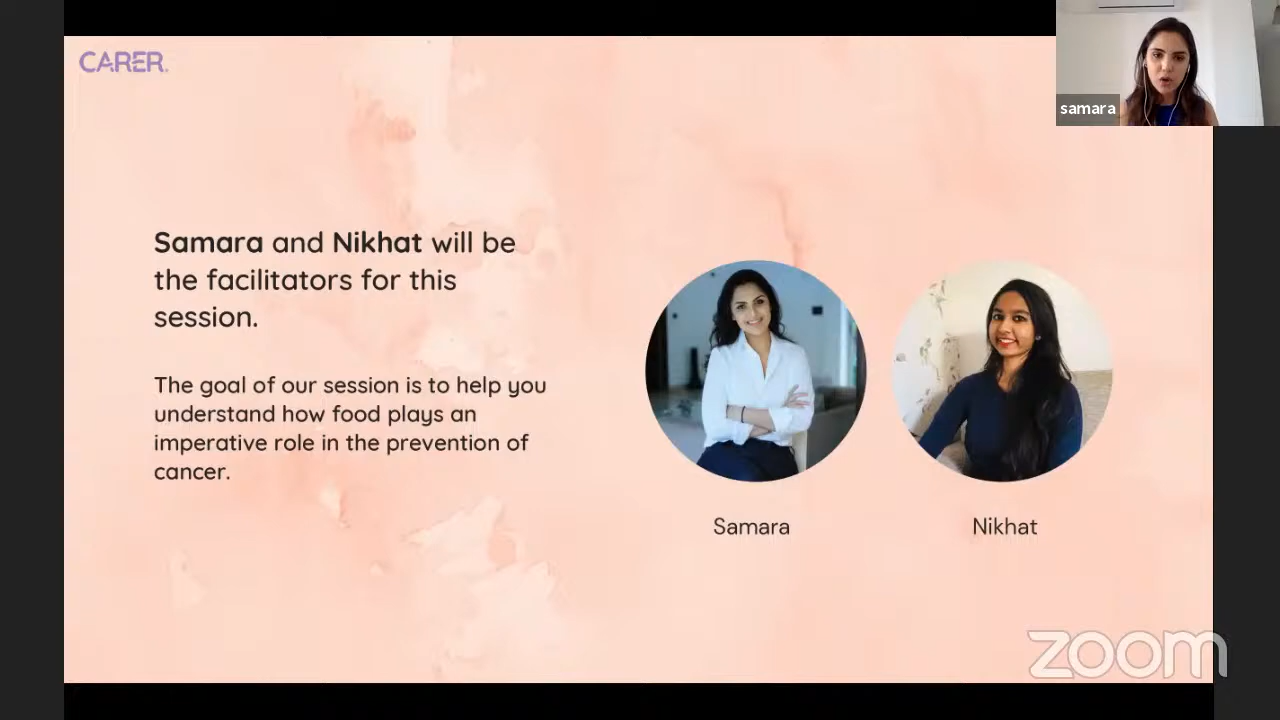 CARER.
samara
Samara and Nikhat will be
the facilitators for this
session.
The goal of our session is to help you
understand how food plays an
imperative role in the prevention of
cancer.
Samara
Nikhat
zoom